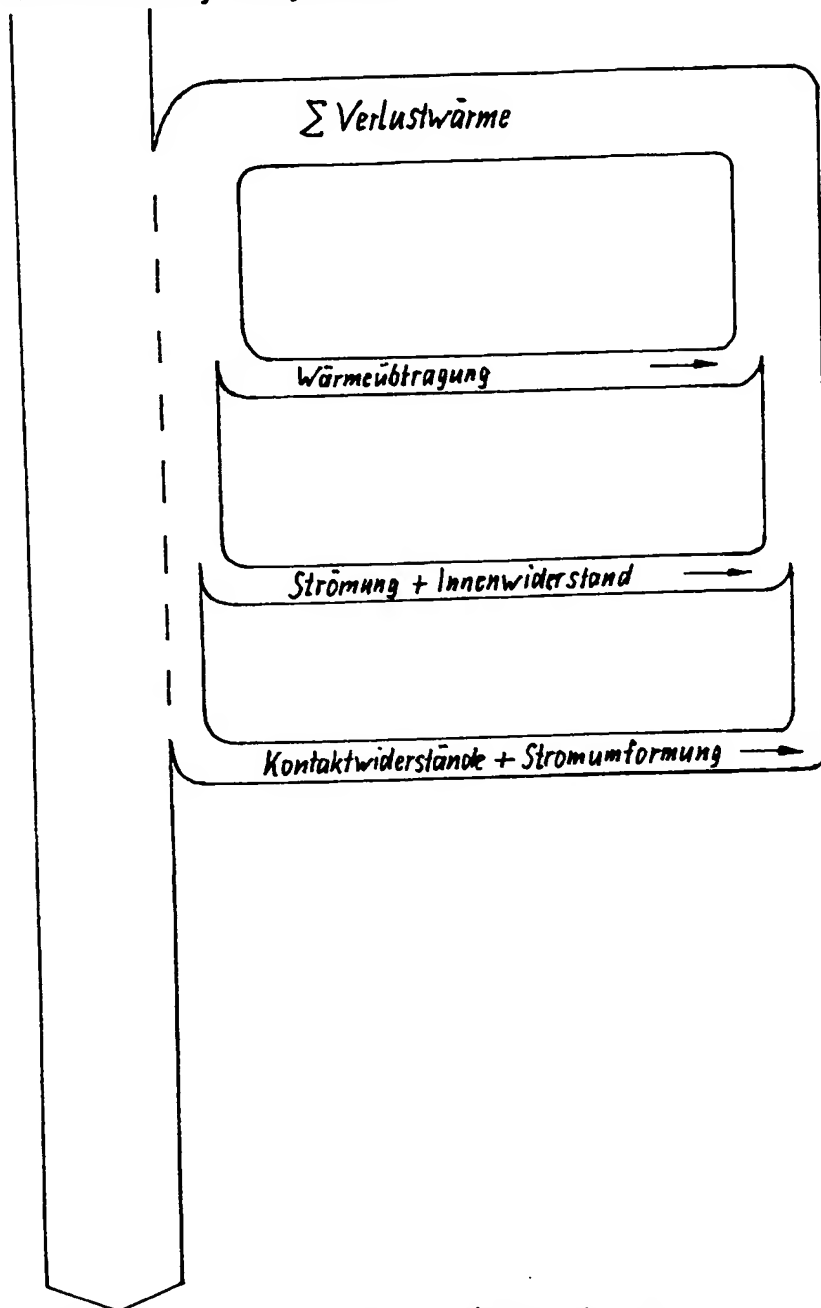 Σ Verlustwärme
Wärmeübtragung
Strömung + Innenwiderstand
Kontaktwiderstände + Stromumformung